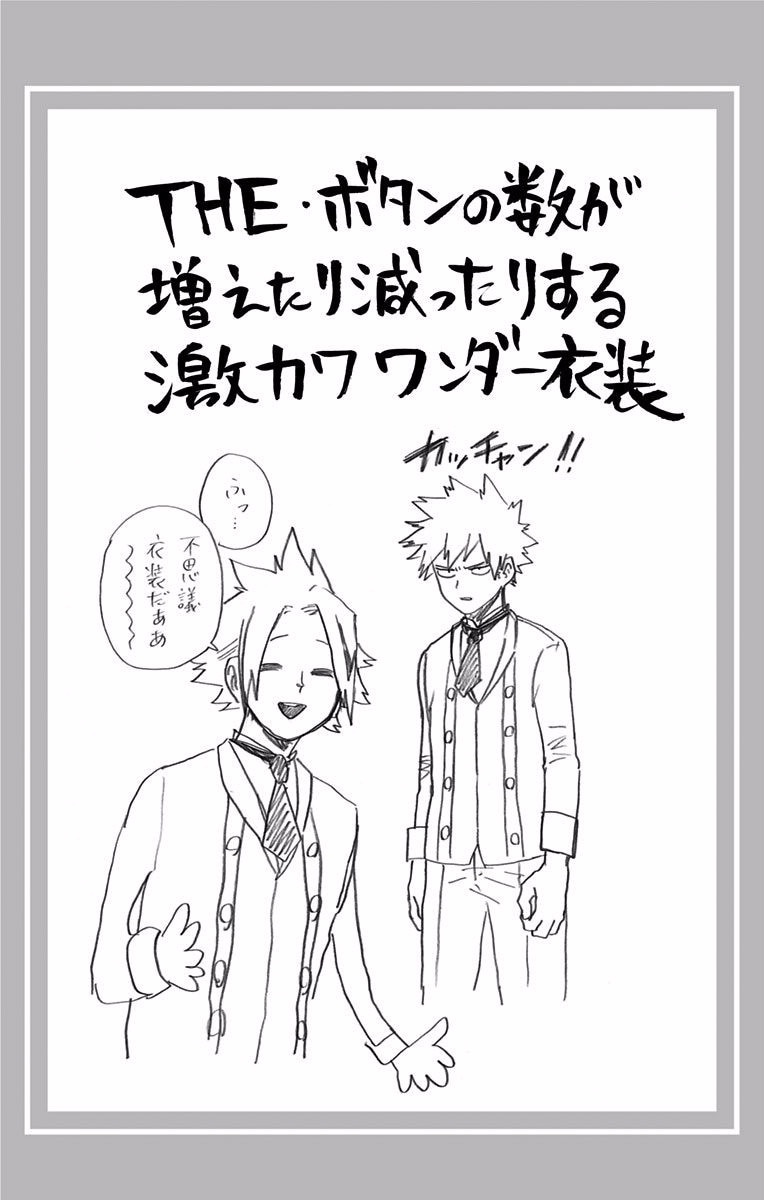 THE・ボタンの数が
増えたり減ったりする
激カワワンダー衣装
カッチャン!!
ふっ…
不思議
衣装だぁぁ
〜〜〜〜〜